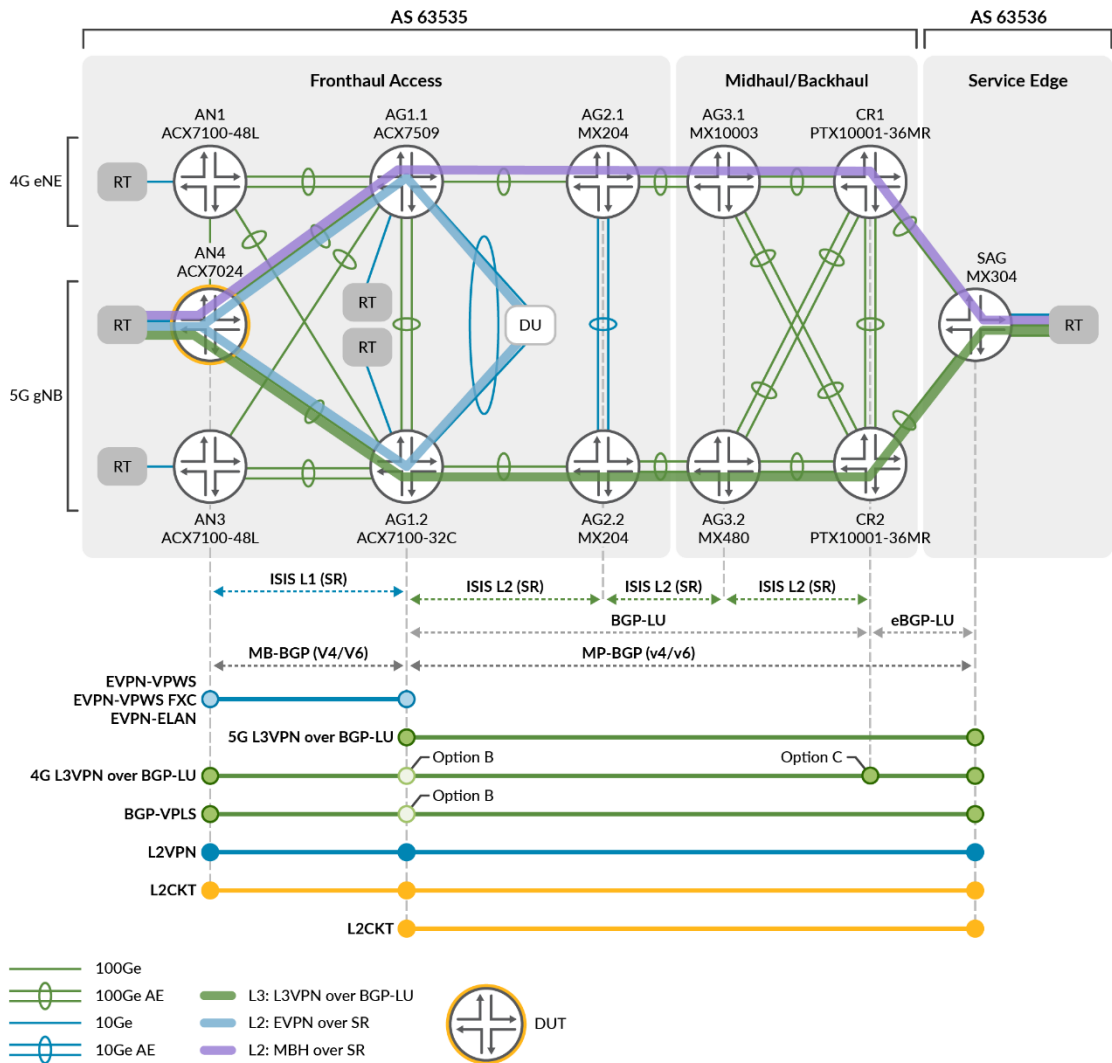 AS 63535
AS 63536
Fronthaul Access
Midhaul/Backhaul
Service Edge
AN1
ACX7100-48L
AG1.1
ACX7509
AG2.1
MX204
AG3.1
MX10003
CR1
PTX10001-36MR
4G eNE
RT
AN4
ACX7024
SAG
MX304
RT
RT
RT
DU
RT
5G gNB
RT
AN3
ACX7100-48L
AG1.2
ACX7100-32C
AG2.2
MX204
AG3.2
MX480
CR2
PTX10001-36MR
ISIS L1 (SR)
ISIS L2 (SR)
ISIS L2 (SR)
ISIS L2 (SR)
BGP-LU
eBGP-LU
MB-BGP (V4/V6)
MP-BGP (v4/v6)
EVPN-VPWS
EVPN-VPWS FXC
EVPN-ELAN
5G L3VPN over BGP-LU
Option B
Option C
4G L3VPN over BGP-LU
Option B
BGP-VPLS
L2VPN
L2CKT
L2CKT
100Ge
100Ge AE
10Ge
10Ge AE
L3: L3VPN over BGP-LU
L2: EVPN over SR
L2: MBH over SR
DUT